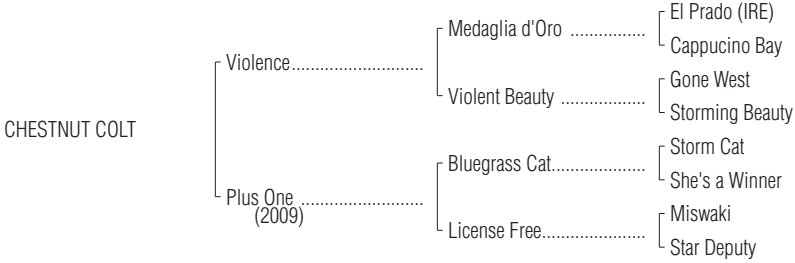 El Prado (IRE)
Medaglia d'Oro ................
Cappucino Bay
Violence............................
Gone West
Violent Beauty ..................
Storming Beauty
CHESTNUT COLT
Storm Cat
Bluegrass Cat....................
She's a Winner
Plus One ..........................
(2009)
Miswaki
License Free......................
Star Deputy